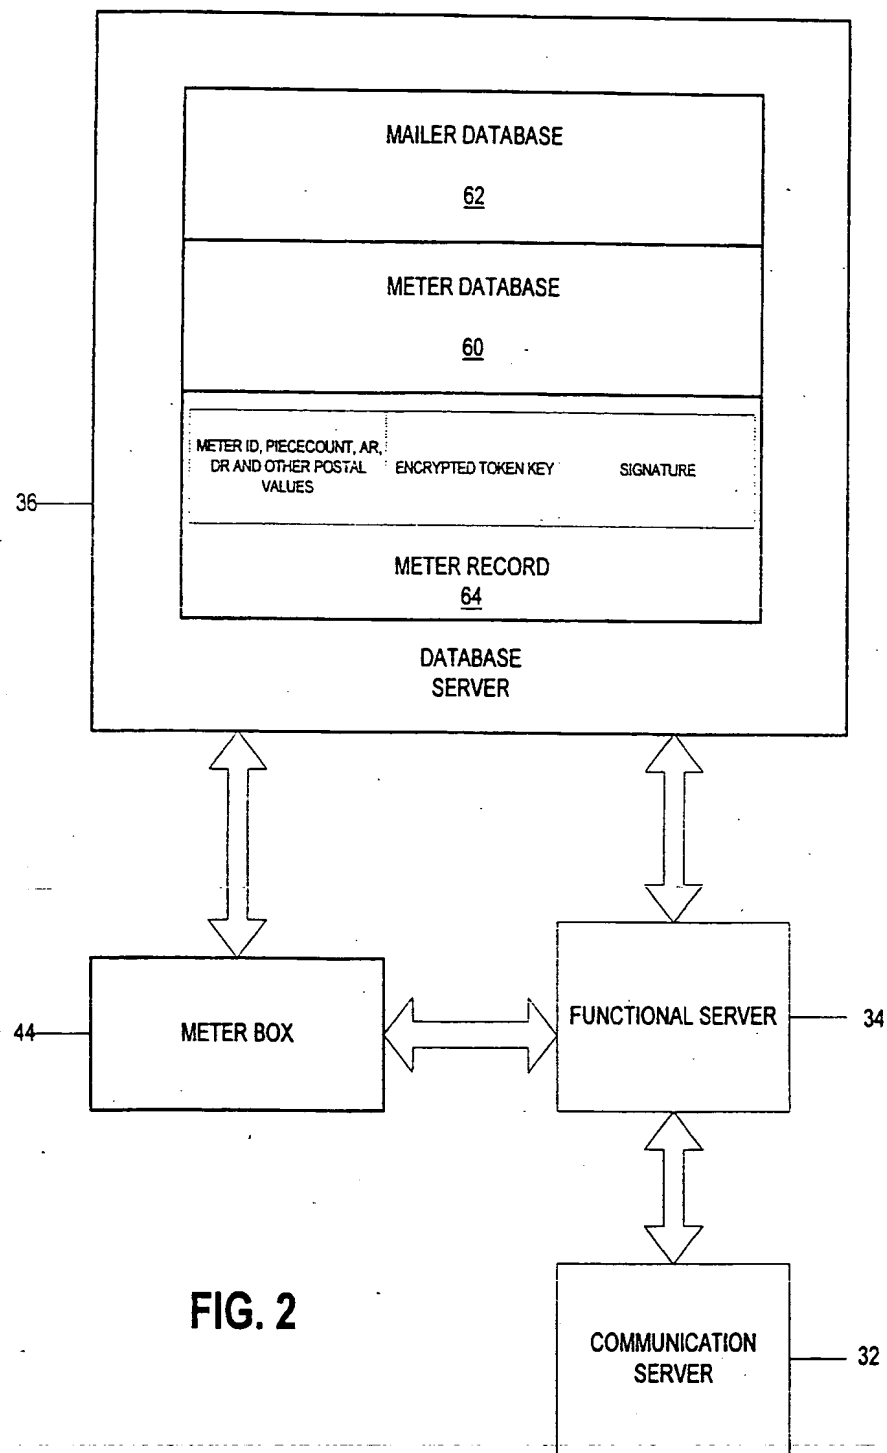 MAILER DATABASE
62
METER DATABASE
60
METER ID, PIECECOUNT, AR,
DR AND OTHER POSTAL
VALUES
ENCRYPTED TOKEN KEY
SIGNATURE
36
METER RECORD
64
DATABASE
SERVER
44
METER BOX
FUNCTIONAL SERVER
34
FIG. 2
COMMUNICATION
SERVER
32